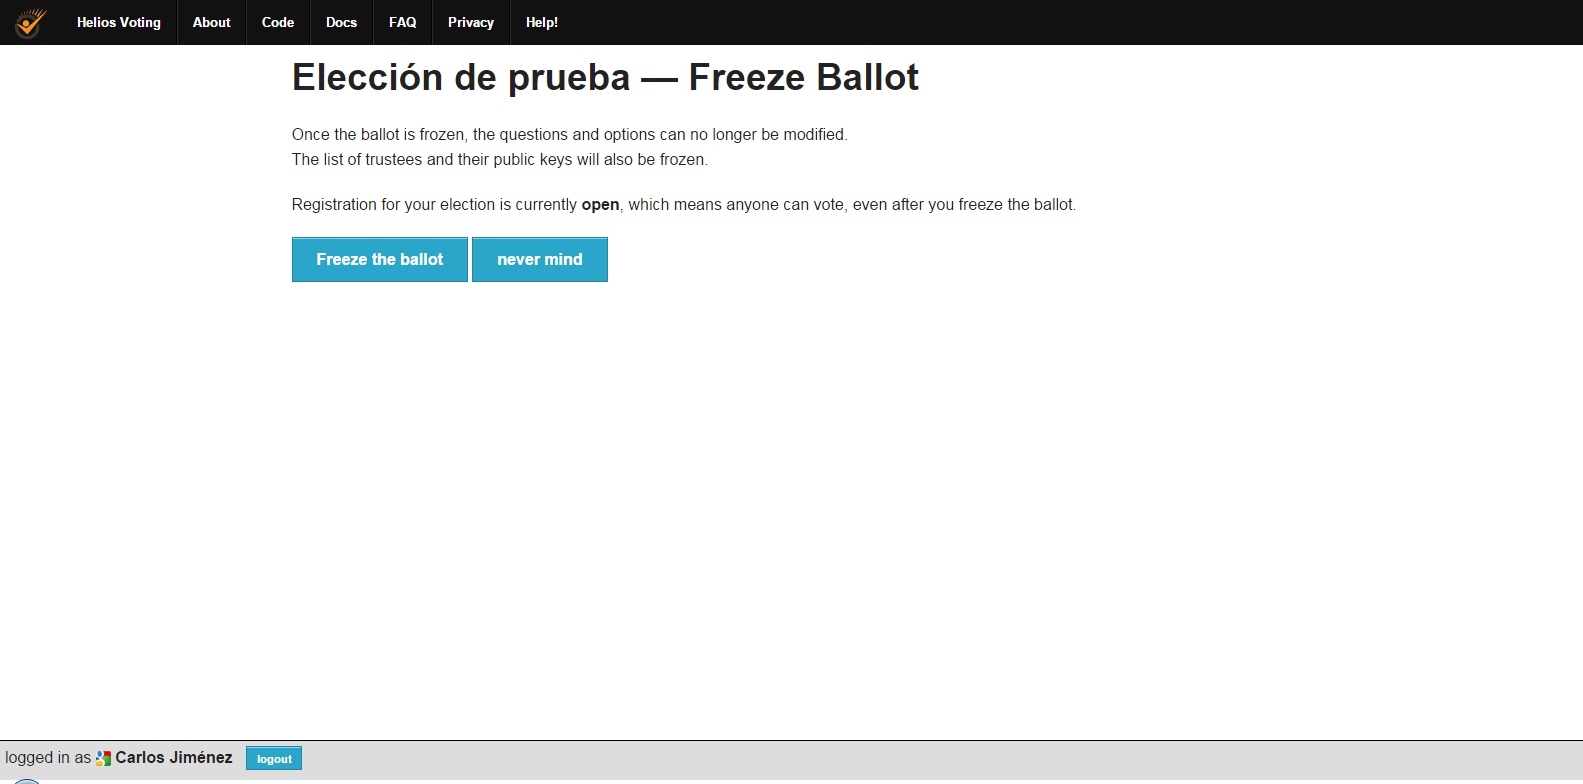 Helios Voting About Code Docs FAQ Privacy Help!
Elección de prueba — Freeze Ballot
Once the ballot is frozen, the questions and options can no longer be modified.
The list of trustees and their public keys will also be frozen.
Registration for your election is currently open, which means anyone can vote, even after you freeze the ballot.
Freeze the ballot never mind
logged in as Carlos Jiménez logout